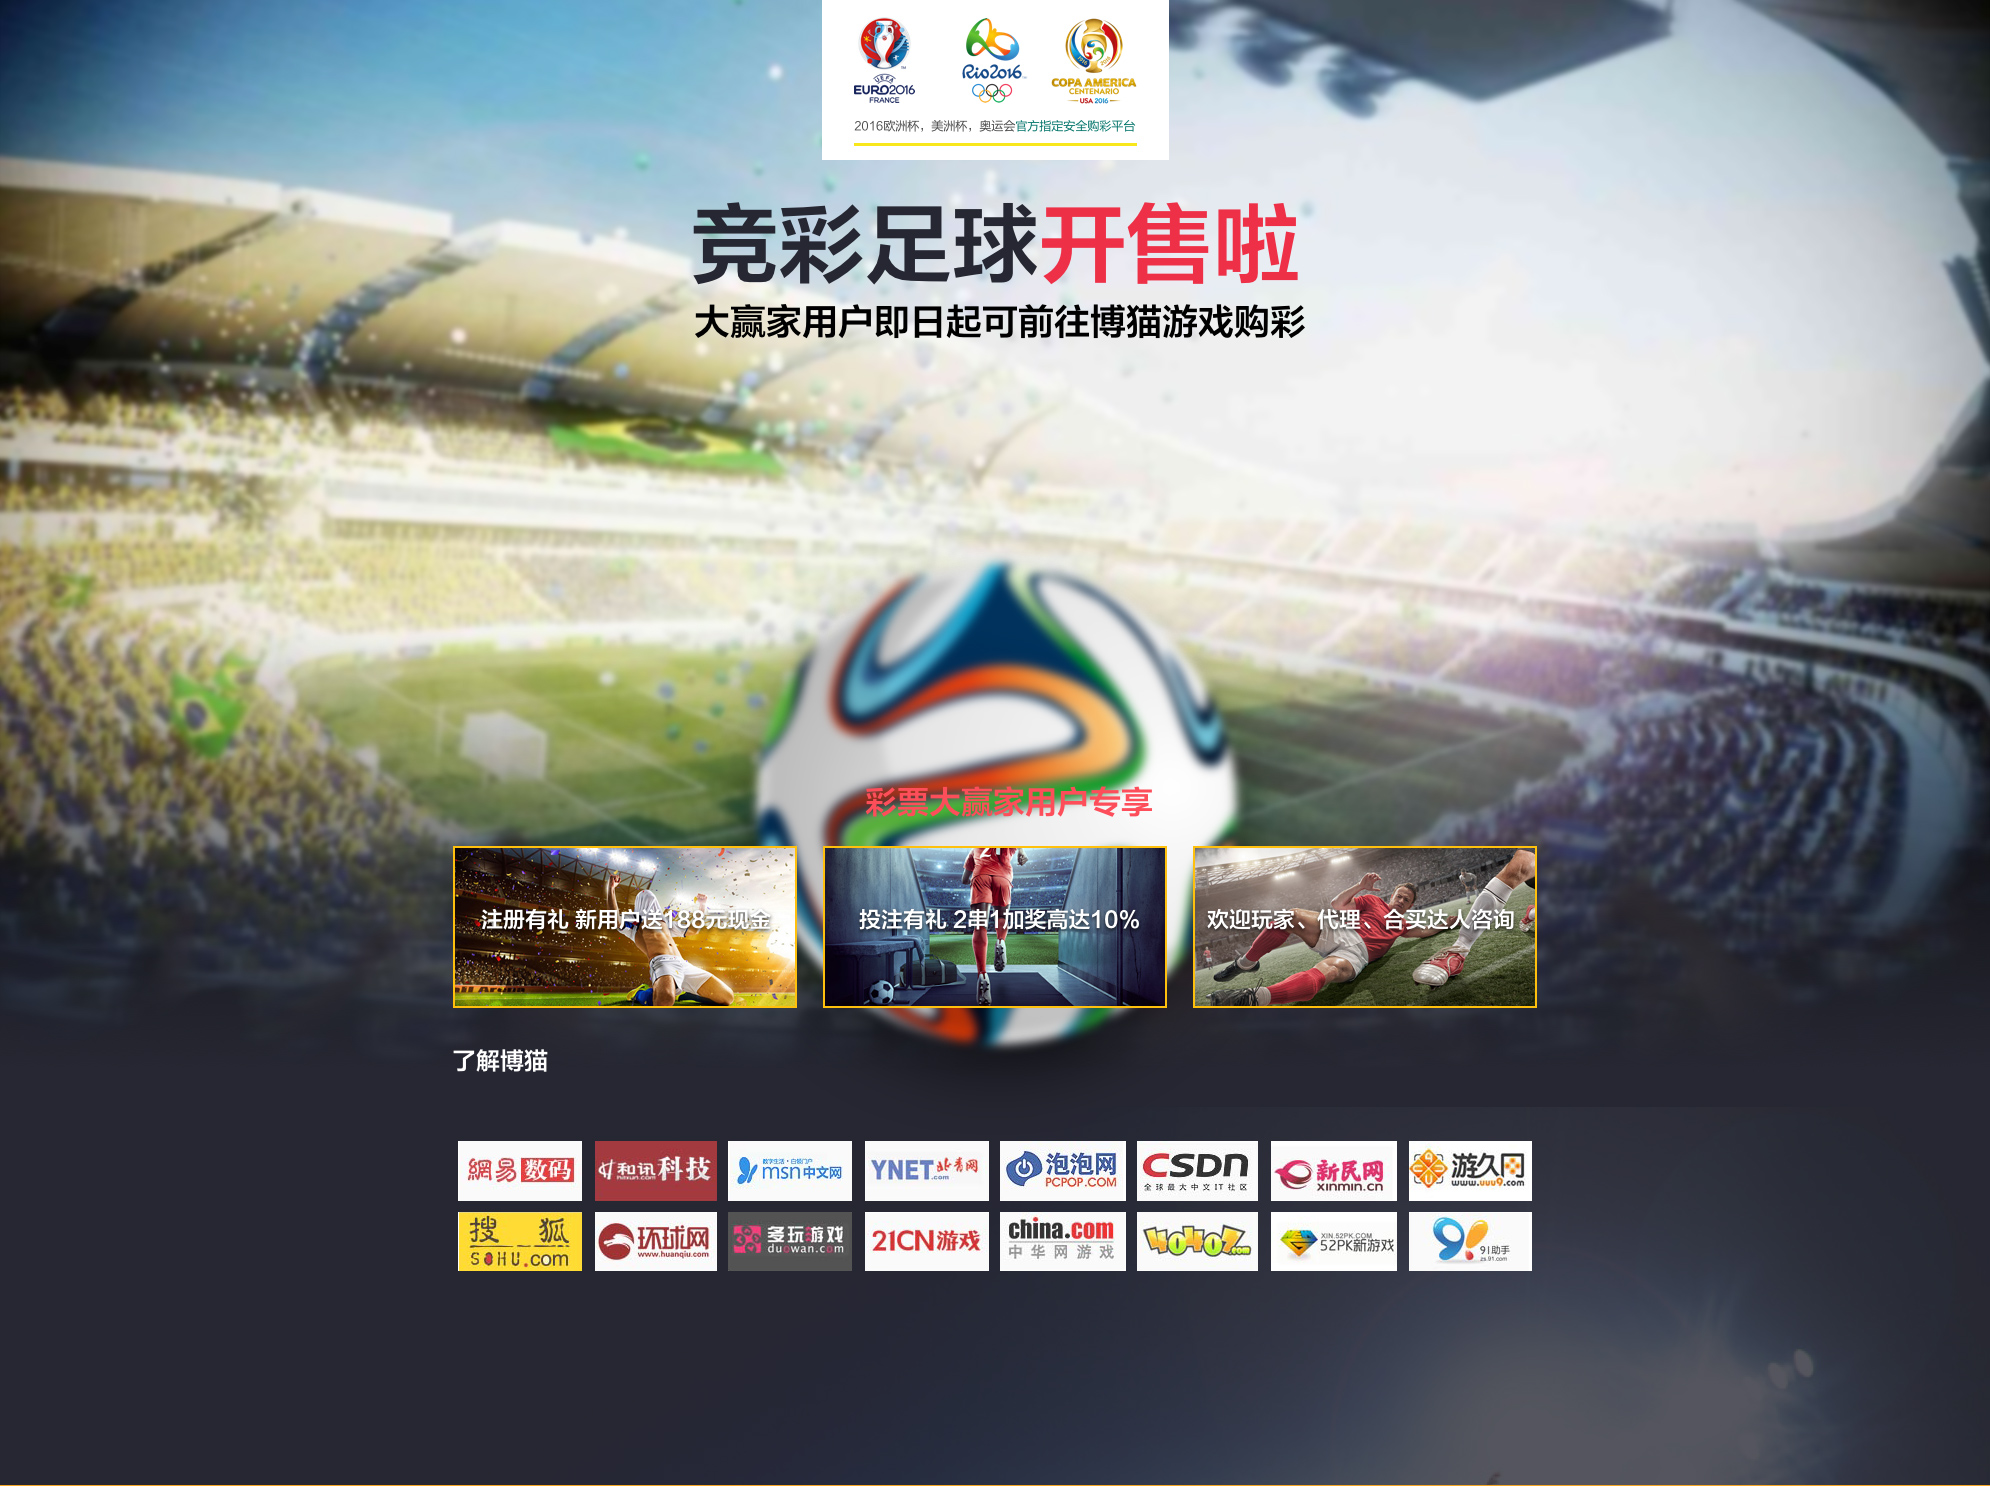 UEFA
EURO2016
FRANCE
Rio2016
COPA AMERICA
CENTENARIO
USA 2016
2016欧洲杯，美洲杯，奥运会官方指定安全购彩平台
竞彩足球开售啦
大赢家用户即日起可前往博猫游戏购彩
彩票大赢家用户专享
注册有礼 新用户送188元现金
投注有礼 2串1加奖高达10%
欢迎玩家、代理、合买达人咨询
了解博猫
網易数码
和讯科技
hexun.com
msn中文网
YNET.com 北青网
泡泡网
PCPOP.COM
CSDN
全球最大中文IT社区
新民网
xinmin.cn
游久网
www.uuu9.com
搜狐
SOHU.com
环球网
www.huanqiu.com
多玩游戏
duowan.com
21CN游戏
china.com
中华网游戏
40407.com
XIN.52PK.COM
52PK新游戏
91助手
zs.91.com